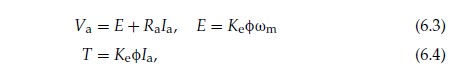 Vₐ = E + RₐIₐ, E = Kₑϕωₘ (6.3)
T = KₑϕIₐ, (6.4)